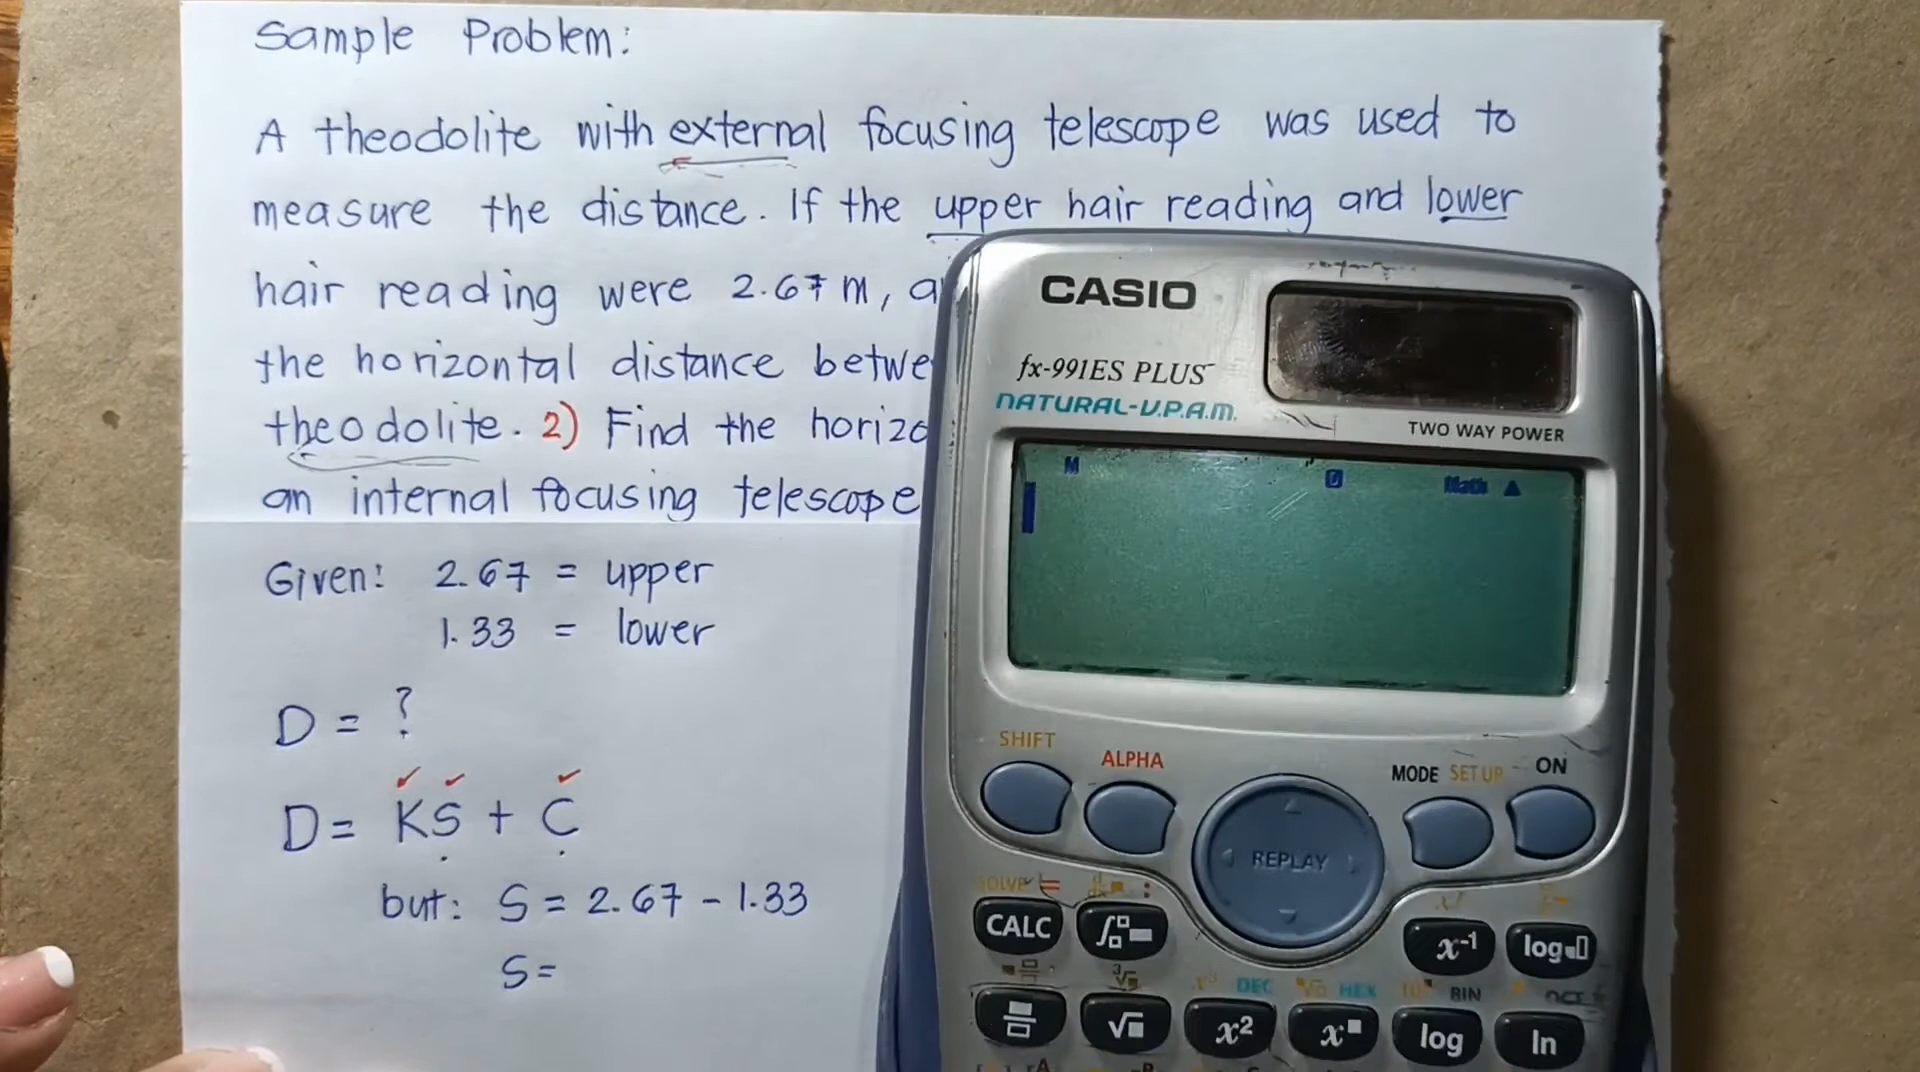 Sample Problem:
A theodolite with external focusing telescope was used to
measure the distance. If the upper hair reading and lower
hair reading were 2.67 m,
the horizontal distance
theodolite. 2) Find the
an internal focusing telescope
Given: 2.67 = upper
1.33 = lower
D = ?
D = KS + C
but: S = 2.67 - 1.33
S =
CASIO
fx-991ES PLUS
NATURAL-V.P.A.M.
TWO WAY POWER
M D Math ▲
SHIFT ALPHA MODE SETUP ON
REPLAY
SOLVE =
CALC x⁻¹ log
DEC HEX BIN OCT
√ x² log ln